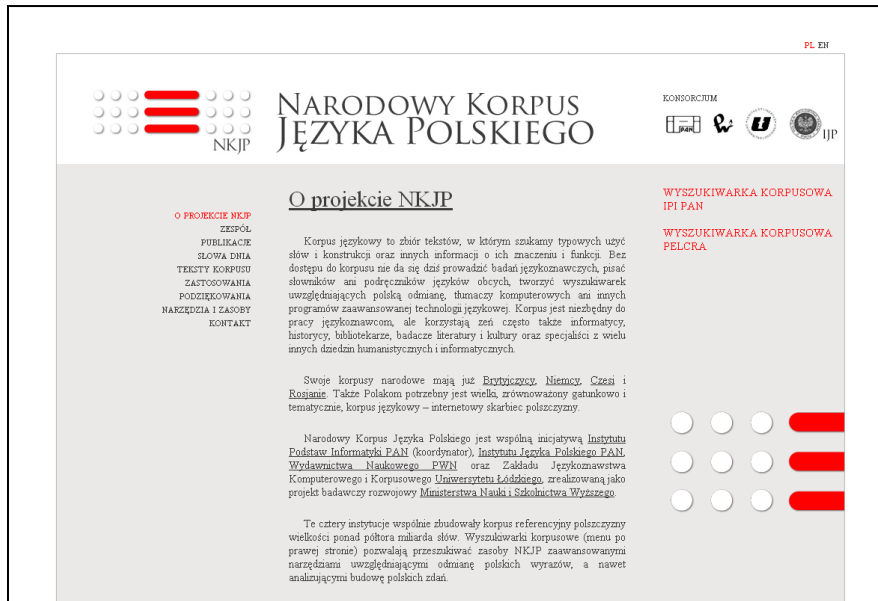 PL EN
NKJP
NARODOWY KORPUS
JĘZYKA POLSKIEGO
KONSORCJUM
IPI PAN
IJP
O PROJEKCIE NKJP
ZESPÓŁ
PUBLIKACJE
SŁOWA DNIA
TEKSTY KORPUSU
ZASTOSOWANIA
PODZIĘKOWANIA
NARZĘDZIA I ZASOBY
KONTAKT
O projekcie NKJP
Korpus językowy to zbiór tekstów, w którym szukamy typowych użyć
słów i konstrukcji oraz innych informacji o ich znaczeniu i funkcji. Bez
dostępu do korpusu nie da się dziś prowadzić badań językoznawczych, pisać
słowników ani podręczników języków obcych, tworzyć wyszukiwarek
uwzględniających polską odmianę, tłumaczy komputerowych ani innych
programów zaawansowanej technologii językowej. Korpus jest niezbędny do
pracy językoznawcom, ale korzystają zeń często także informatycy,
historycy, bibliotekarze, badacze literatury i kultury oraz specjaliści z wielu
innych dziedzin humanistycznych i informatycznych.
Swoje korpusy narodowe mają już Brytyjczycy, Niemcy, Czesi i
Rosjanie. Także Polakom potrzebny jest wielki, zrównoważony gatunkowo i
tematycznie, korpus językowy – internetowy skarbiec polszczyzny.
Narodowy Korpus Języka Polskiego jest wspólną inicjatywą Instytutu
Podstaw Informatyki PAN (koordynator), Instytutu Języka Polskiego PAN,
Wydawnictwa Naukowego PWN oraz Zakładu Językoznawstwa
Komputerowego i Korpusowego Uniwersytetu Łódzkiego, zrealizowaną jako
projekt badawczy rozwojowy Ministerstwa Nauki i Szkolnictwa Wyższego.
Te cztery instytucje wspólnie zbudowały korpus referencyjny polszczyzny
wielkości ponad półtora miliarda słów. Wyszukiwarki korpusowe (menu po
prawej stronie) pozwalają przeszukiwać zasoby NKJP zaawansowanymi
narzędziami uwzględniającymi odmianę polskich wyrazów, a nawet
analizującymi budowę polskich zdań.
WYSZUKIWARKA KORPUSOWA
IPI PAN
WYSZUKIWARKA KORPUSOWA
PELCRA